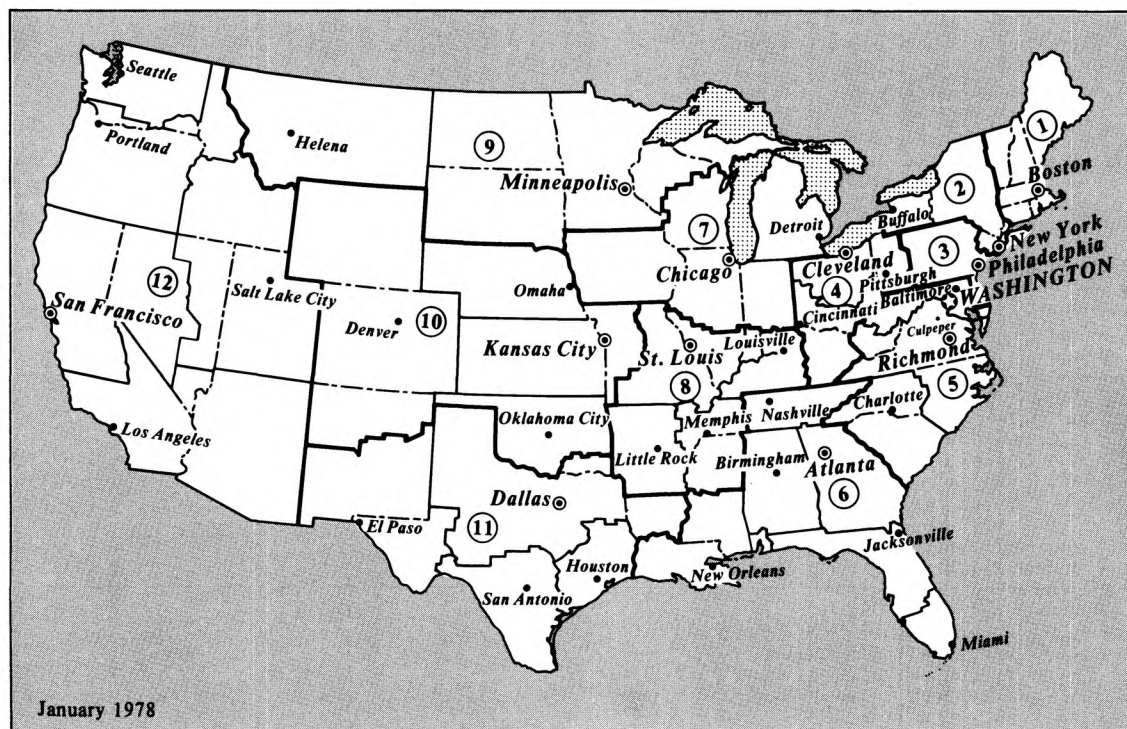 Seattle
Portland
Helena
9
Minneapolis
1
Boston
2
Buffalo
Detroit
7
Chicago
Cleveland
4
Pittsburgh
3
New York
Philadelphia
WASHINGTON
Baltimore
Cincinnati
Culpeper
Richmond
5
Charlotte
12
San Francisco
Salt Lake City
Denver
10
Omaha
Kansas City
St. Louis
Louisville
8
Los Angeles
Oklahoma City
Memphis
Nashville
Little Rock
Birmingham
Atlanta
6
Dallas
11
El Paso
Houston
San Antonio
New Orleans
Jacksonville
Miami
January 1978